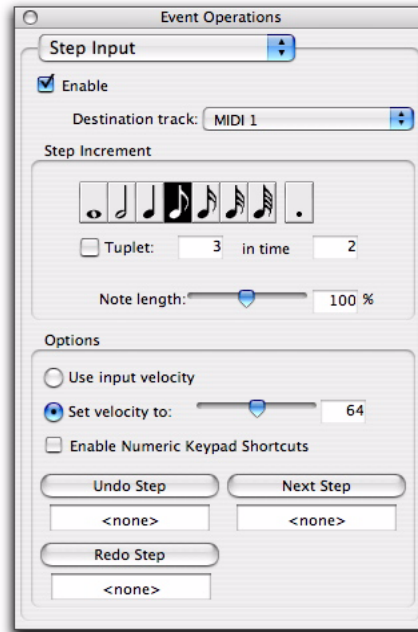 Event Operations
Step Input
Enable
Destination track: MIDI 1
Step Increment
Tuplet: 3 in time 2
Note length: 100 %
Options
Use input velocity
Set velocity to: 64
Enable Numeric Keypad Shortcuts
Undo Step Next Step
<none> <none>
Redo Step
<none>